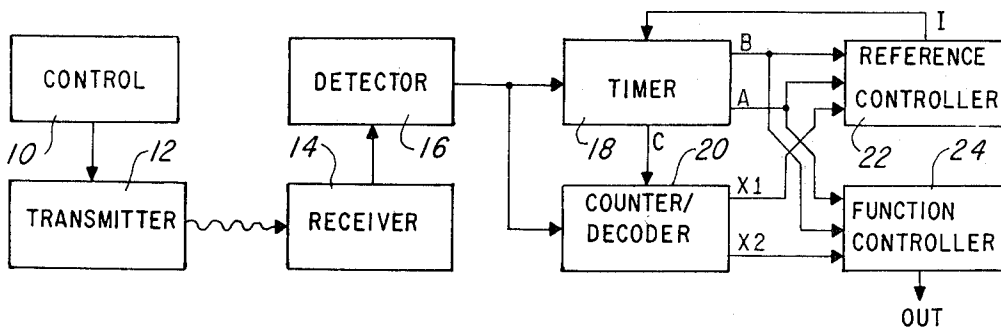 I
CONTROL
10
12
TRANSMITTER
DETECTOR
16
14
RECEIVER
TIMER
18
B
A
C
20
COUNTER/
DECODER
X1
X2
REFERENCE
CONTROLLER
22
24
FUNCTION
CONTROLLER
OUT